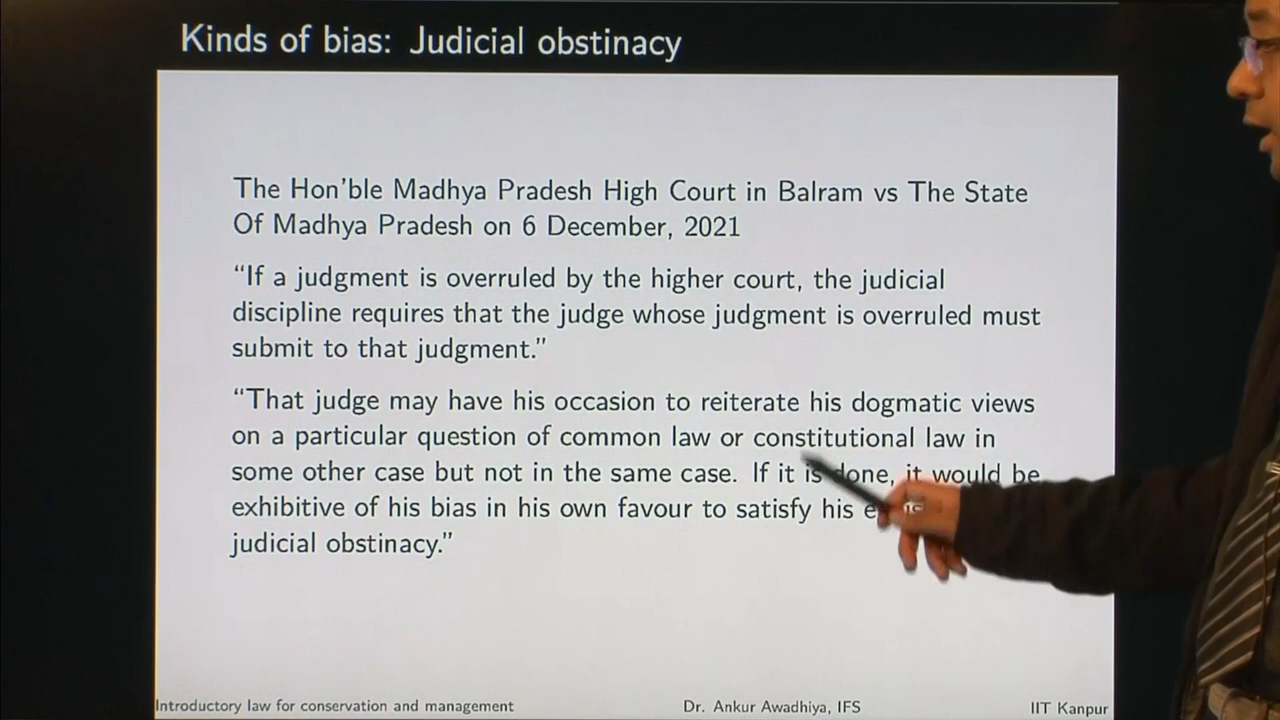 Kinds of bias: Judicial obstinacy
The Hon'ble Madhya Pradesh High Court in Balram vs The State
Of Madhya Pradesh on 6 December, 2021
“If a judgment is overruled by the higher court, the judicial
discipline requires that the judge whose judgment is overruled must
submit to that judgment.”
“That judge may have his occasion to reiterate his dogmatic views
on a particular question of common law or constitutional law in
some other case but not in the same case. If it is done, it would be
exhibitive of his bias in his own favour to satisfy his
judicial obstinacy.”
Introductory law for conservation and management
Dr. Ankur Awadhiya, IFS
IIT Kanpur